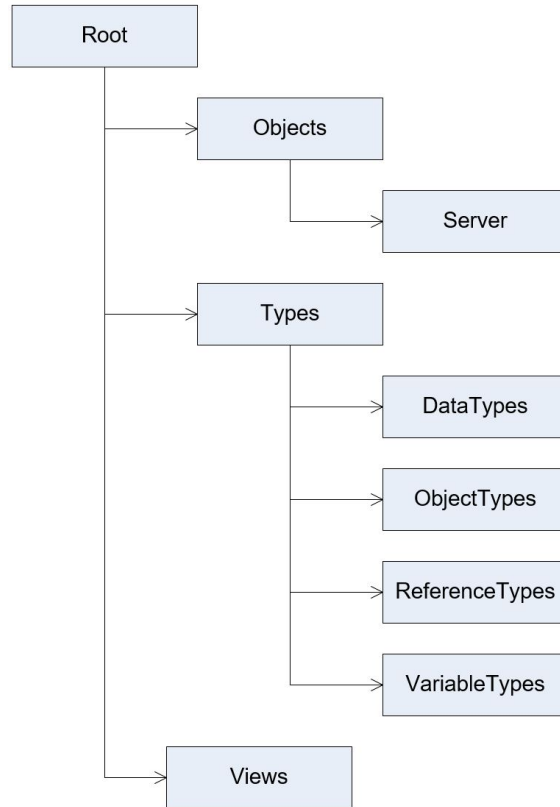 Root
Objects
Server
Types
DataTypes
ObjectTypes
ReferenceTypes
VariableTypes
Views